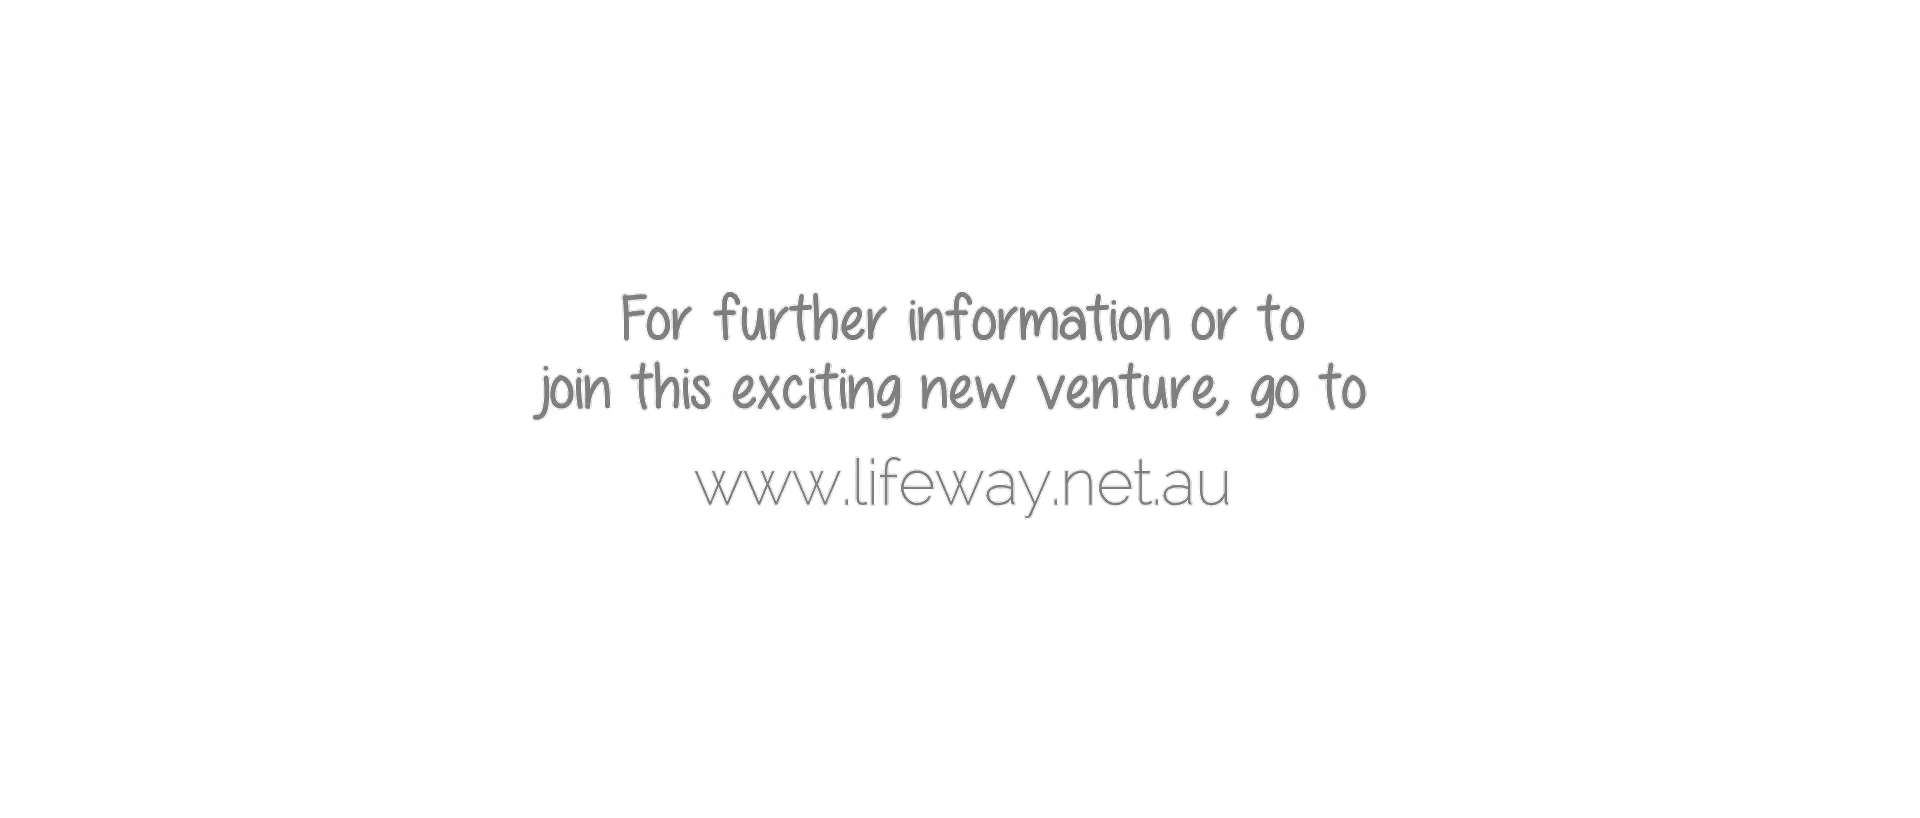 For further information or to
join this exciting new venture, go to
www.lifeway.net.au